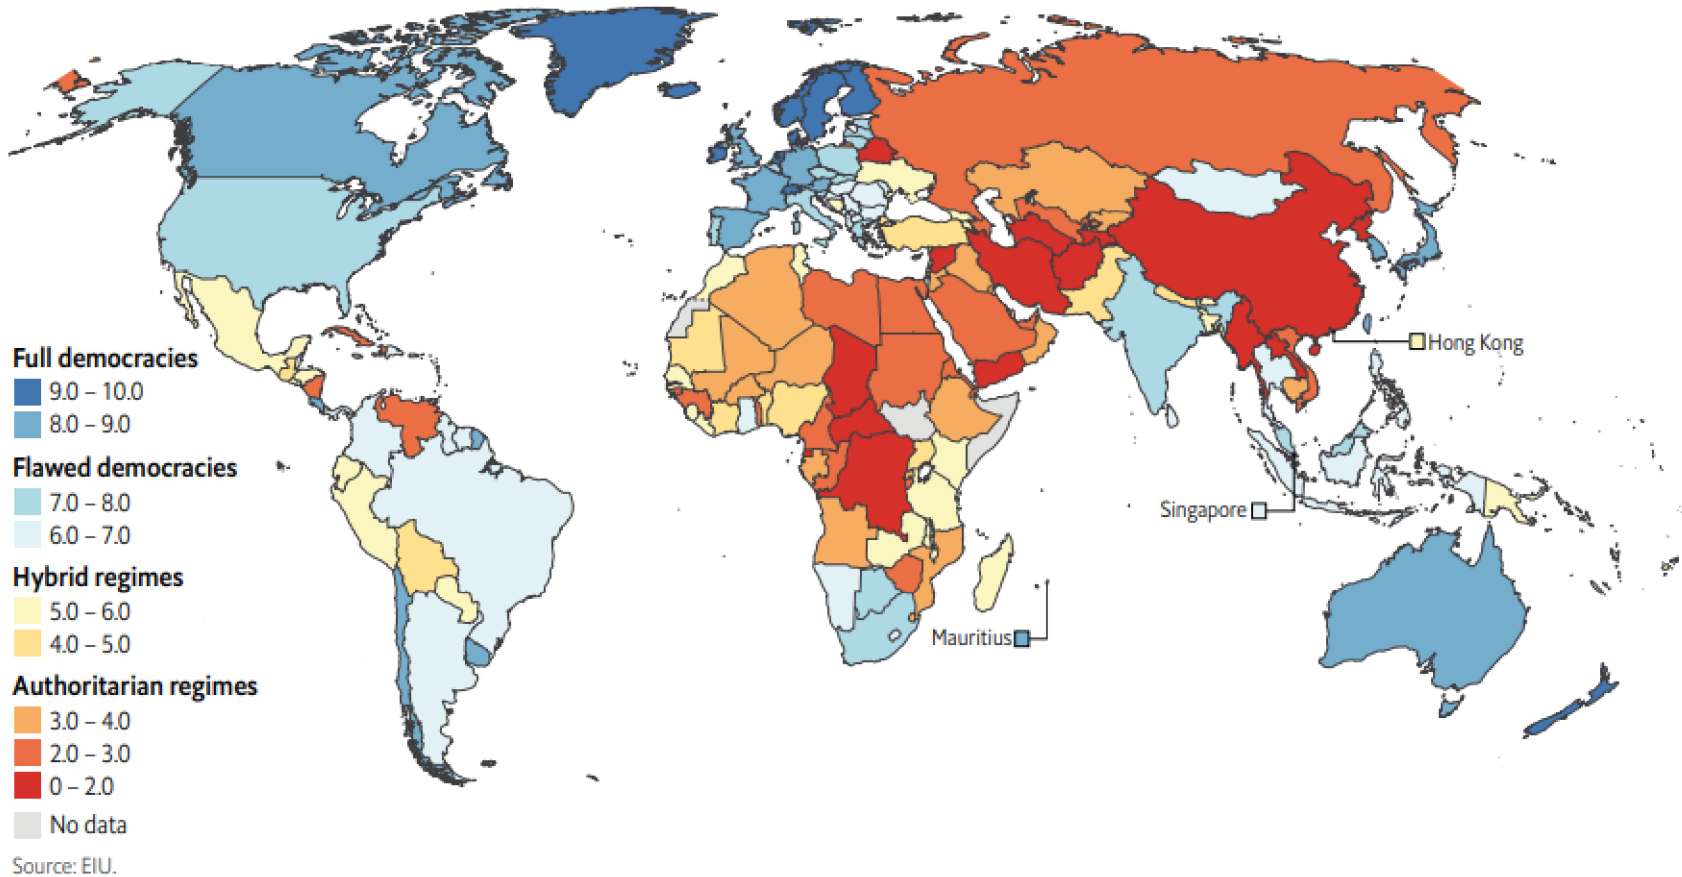 Full democracies
9.0 – 10.0
8.0 – 9.0
Flawed democracies
7.0 – 8.0
6.0 – 7.0
Hybrid regimes
5.0 – 6.0
4.0 – 5.0
Authoritarian regimes
3.0 – 4.0
2.0 – 3.0
0 – 2.0
No data
Source: EIU.
Hong Kong
Singapore
Mauritius